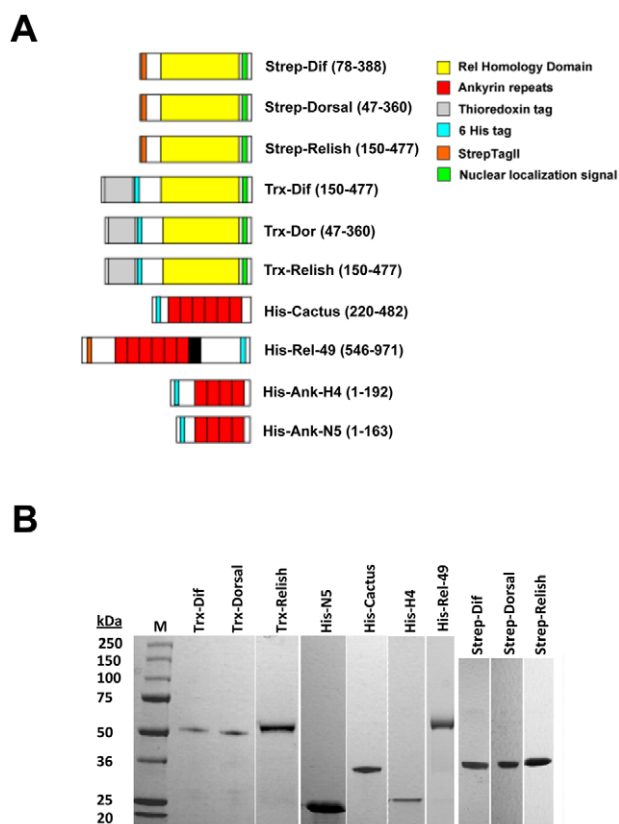 A
Strep-Dif (78-388)
Strep-Dorsal (47-360)
Strep-Relish (150-477)
Trx-Dif (150-477)
Trx-Dor (47-360)
Trx-Relish (150-477)
His-Cactus (220-482)
His-Rel-49 (546-971)
His-Ank-H4 (1-192)
His-Ank-N5 (1-163)
Rel Homology Domain
Ankyrin repeats
Thioredoxin tag
6 His tag
StrepTagII
Nuclear localization signal
B
kDa
M
Trx-Dif
Trx-Dorsal
Trx-Relish
His-N5
His-Cactus
His-H4
His-Rel-49
Strep-Dif
Strep-Dorsal
Strep-Relish
250
150
100
75
50
36
25
20